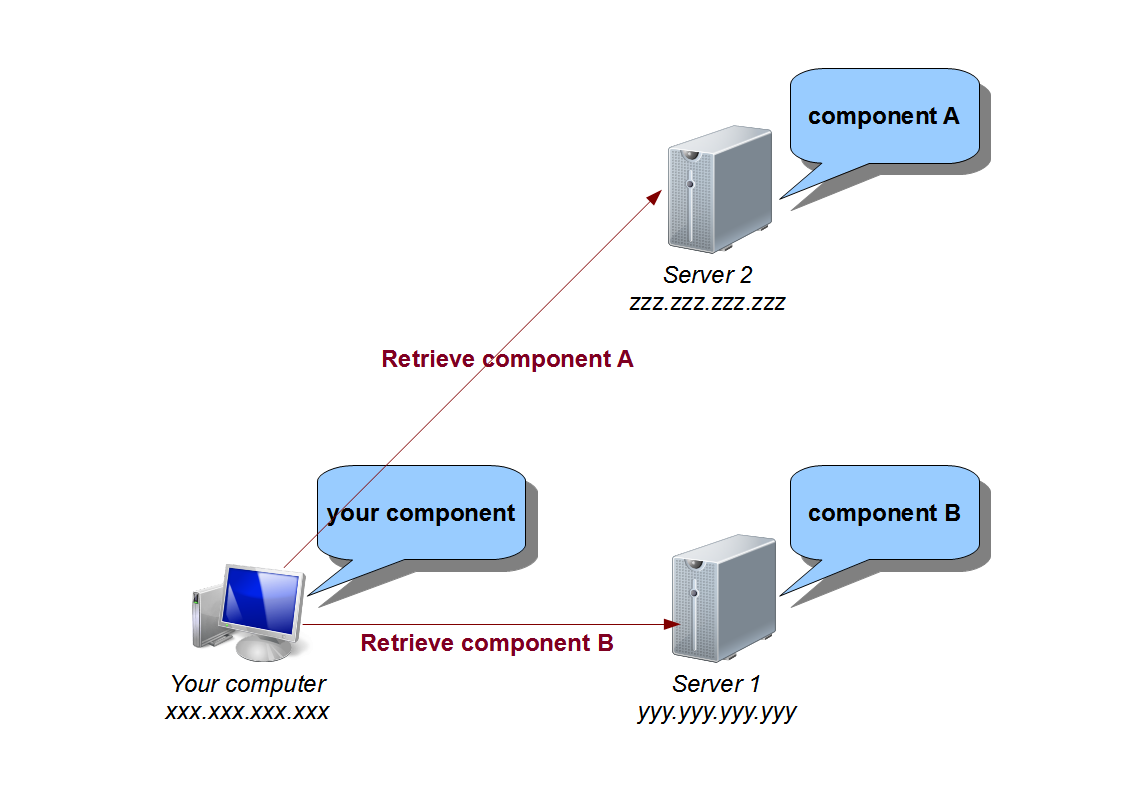 component A
Server 2
zzz.zzz.zzz.zzz
Retrieve component A
your component
component B
Retrieve component B
Your computer
xxx.xxx.xxx.xxx
Server 1
yyy.yyy.yyy.yyy